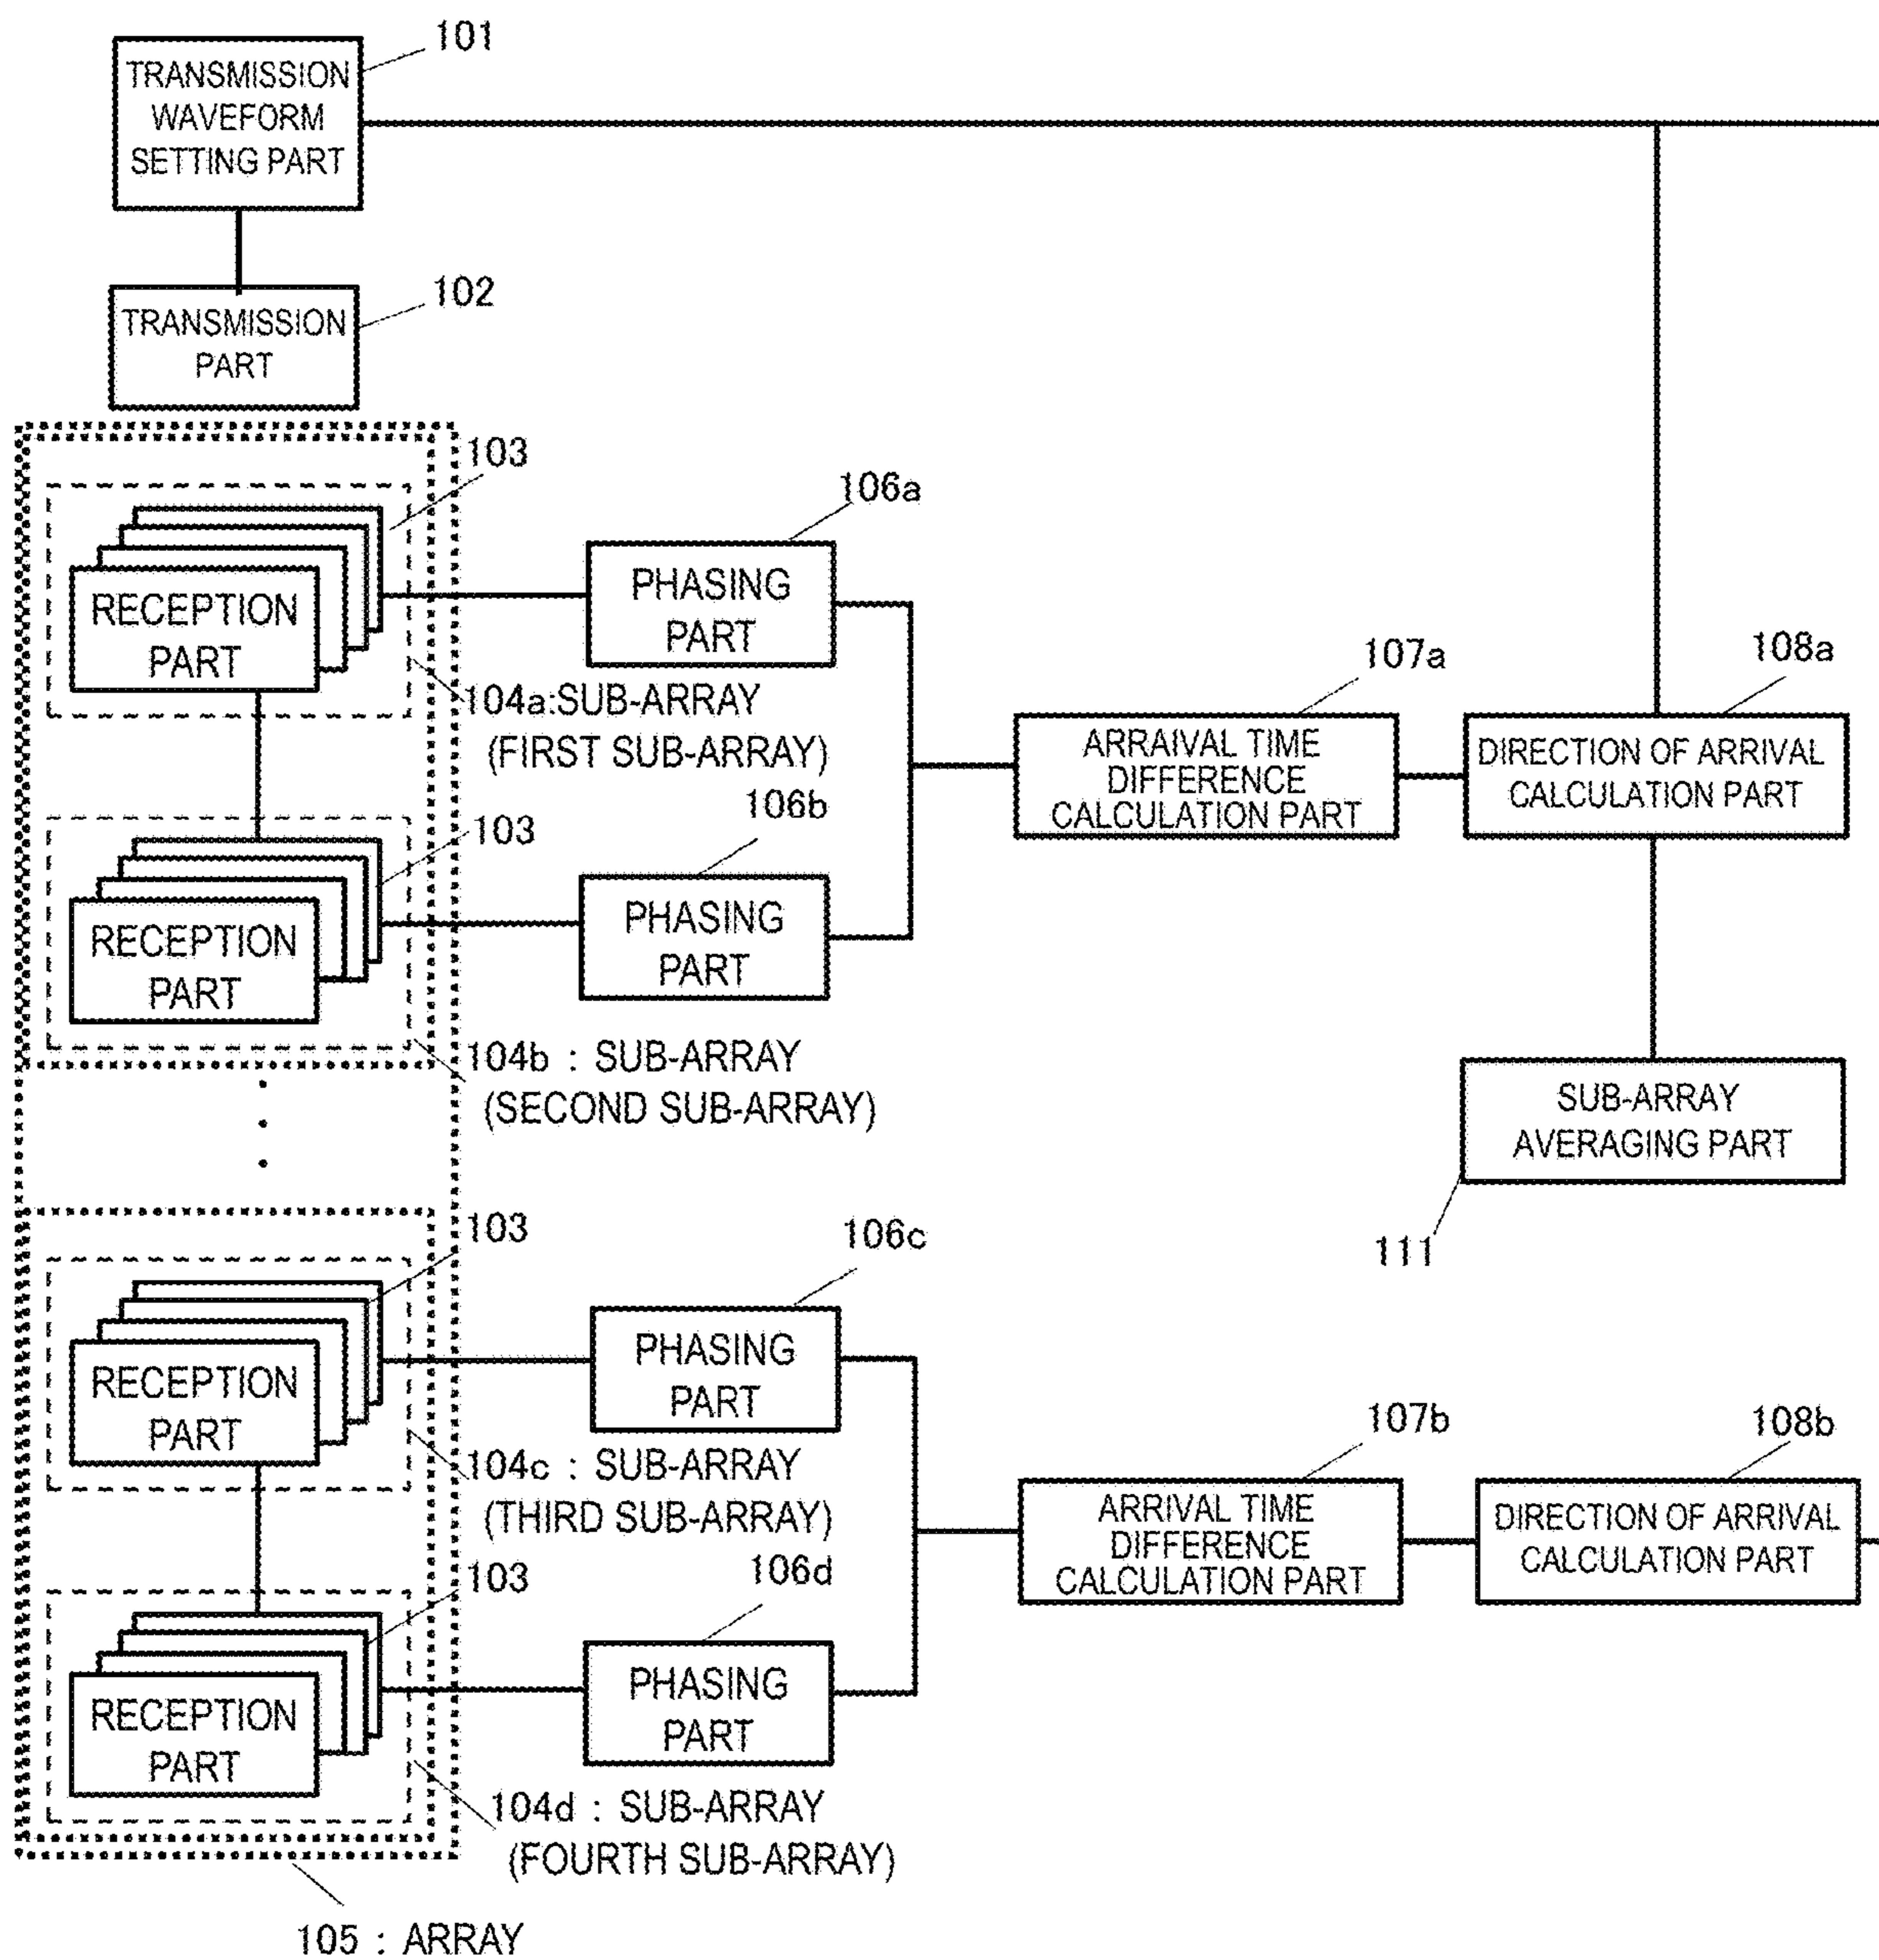 101
TRANSMISSION
WAVEFORM
SETTING PART
102
TRANSMISSION
PART
103
RECEPTION
PART
104a:SUB-ARRAY
(FIRST SUB-ARRAY)
106a
PHASING
PART
107a
ARRAIVAL TIME
DIFFERENCE
CALCULATION PART
108a
DIRECTION OF ARRIVAL
CALCULATION PART
103
RECEPTION
PART
104b : SUB-ARRAY
(SECOND SUB-ARRAY)
106b
PHASING
PART
SUB-ARRAY
AVERAGING PART
111
103
RECEPTION
PART
104c : SUB-ARRAY
(THIRD SUB-ARRAY)
106c
PHASING
PART
107b
ARRIVAL TIME
DIFFERENCE
CALCULATION PART
108b
DIRECTION OF ARRIVAL
CALCULATION PART
103
RECEPTION
PART
104d : SUB-ARRAY
(FOURTH SUB-ARRAY)
106d
PHASING
PART
105 : ARRAY